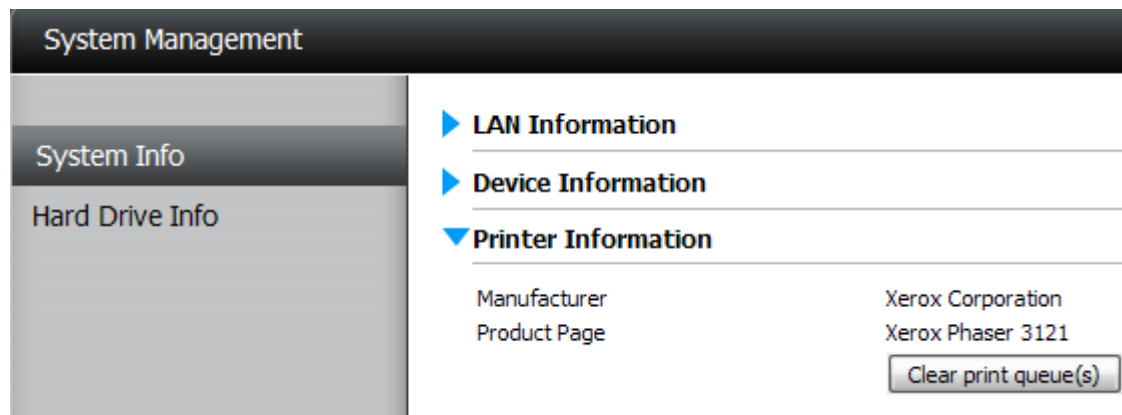 System Management
System Info
Hard Drive Info
LAN Information
Device Information
Printer Information
Manufacturer Xerox Corporation
Product Page Xerox Phaser 3121
Clear print queue(s)